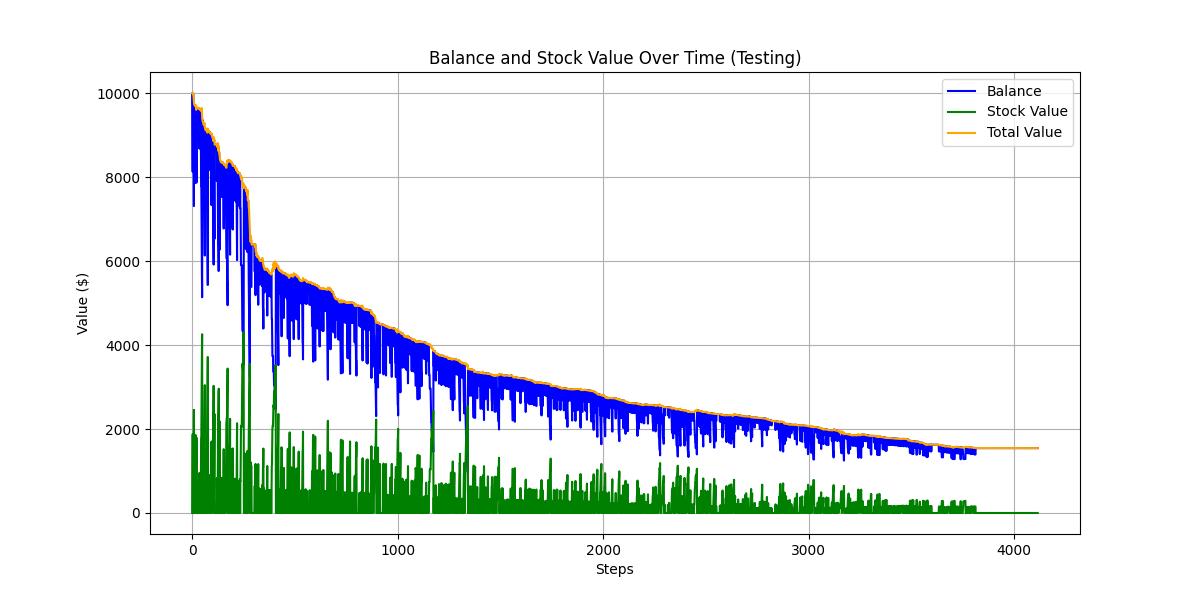 Balance and Stock Value Over Time (Testing)
Balance
Stock Value
Total Value
Value ($)
10000
8000
6000
4000
2000
0
0 1000 2000 3000 4000
Steps